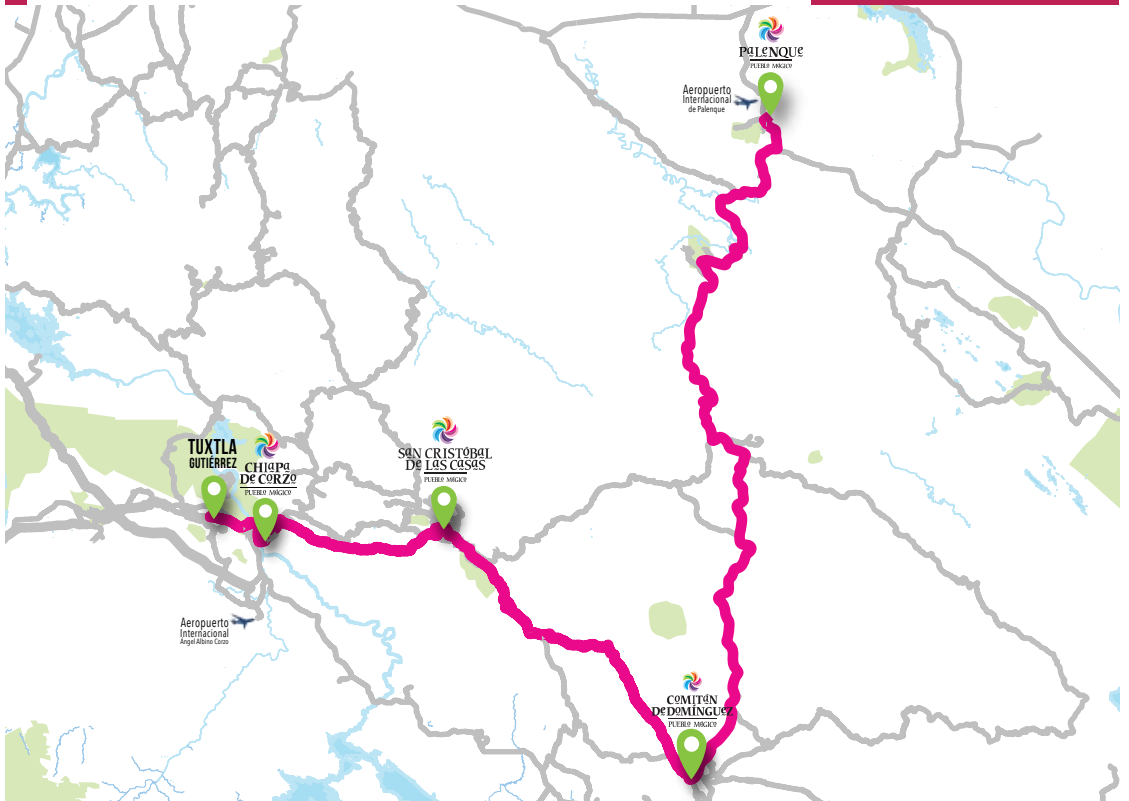 PALENQUE
PUEBLO MÁGICO
Aeropuerto
Internacional
de Palenque
TUXTLA
GUTIÉRREZ
CHIAPA
DE CORZO
PUEBLO MÁGICO
SAN CRISTÓBAL
DE LAS CASAS
PUEBLO MÁGICO
Aeropuerto
Internacional
Ángel Albino Corzo
COMITÁN
DE DOMÍNGUEZ
PUEBLO MÁGICO